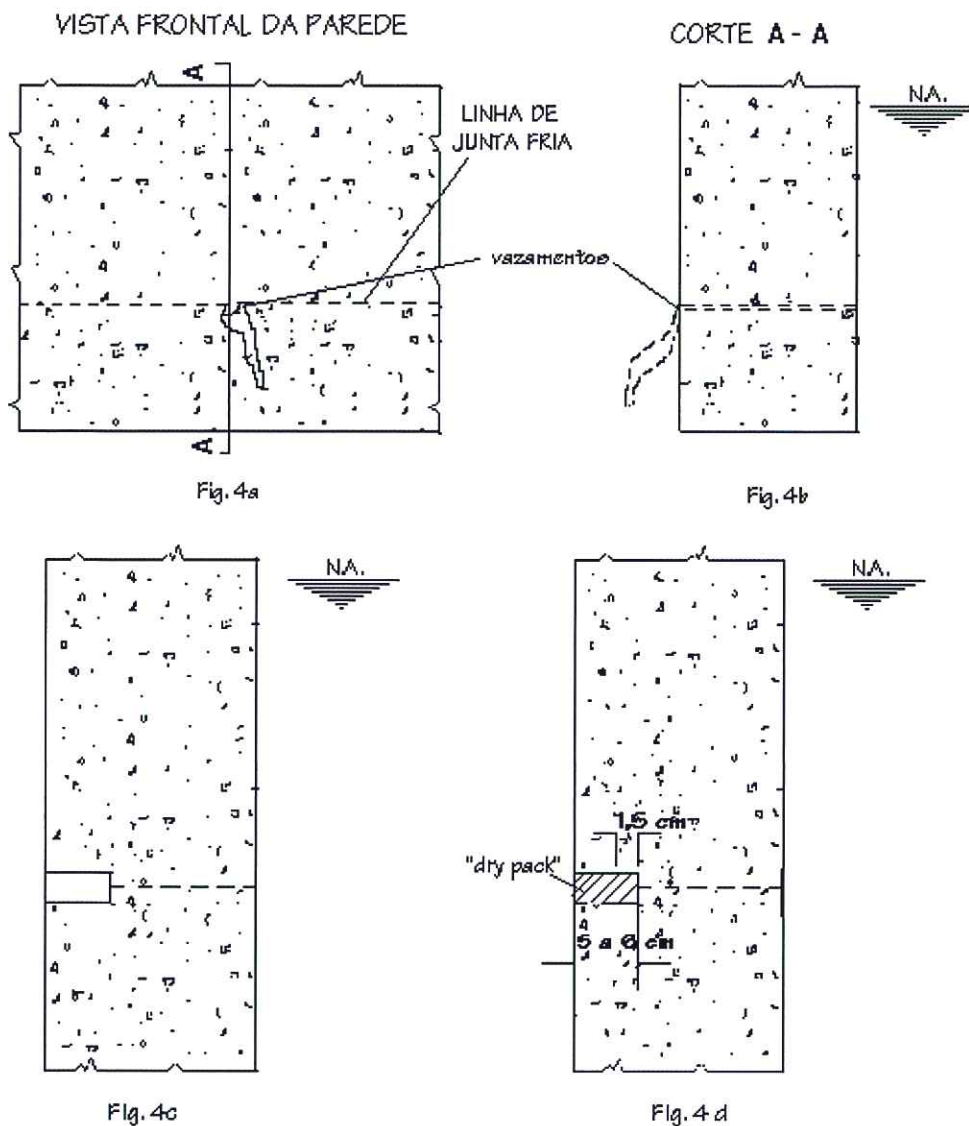 VISTA FRONTAL DA PAREDE
CORTE A - A
A
N.A.
LINHA DE
JUNTA FRIA
vazamentos
A
Fig. 4a
Fig. 4b
N.A.
N.A.
1,5 cm
"dry pack"
5 a 6 cm
Fig. 4c
Fig. 4d